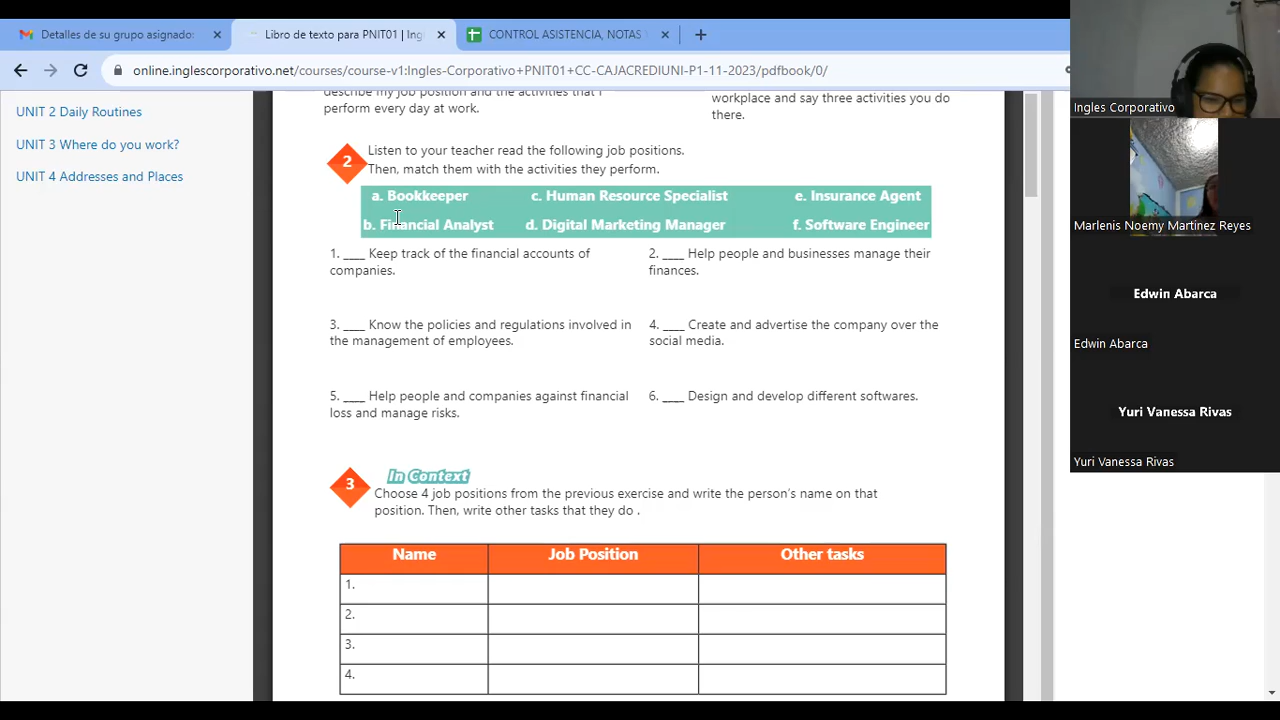 Detalles de su grupo asignado:
Libro de texto para PNIT01 | Ing
CONTROL ASISTENCIA, NOTAS
online.inglescorporativo.net/courses/course-v1:Ingles-Corporativo+PNIT01+CC-CAJACREDIUNI-P1-11-2023/pdfbook/0/
UNIT 2 Daily Routines
UNIT 3 Where do you work?
UNIT 4 Addresses and Places
describe my job position and the activities that I
perform every day at work.
workplace and say three activities you do
there.
2
Listen to your teacher read the following job positions.
Then, match them with the activities they perform.
a. Bookkeeper c. Human Resource Specialist e. Insurance Agent
b. Financial Analyst d. Digital Marketing Manager f. Software Engineer
1. ____ Keep track of the financial accounts of
companies.
2. ____ Help people and businesses manage their
finances.
3. ____ Know the policies and regulations involved in
the management of employees.
4. ____ Create and advertise the company over the
social media.
5. ____ Help people and companies against financial
loss and manage risks.
6. ____ Design and develop different softwares.
3
In Context
Choose 4 job positions from the previous exercise and write the person's name on that
position. Then, write other tasks that they do .
Name Job Position Other tasks
1.
2.
3.
4.
Ingles Corporativo
Marlenis Noemy Martinez Reyes
Edwin Abarca
Edwin Abarca
Yuri Vanessa Rivas
Yuri Vanessa Rivas